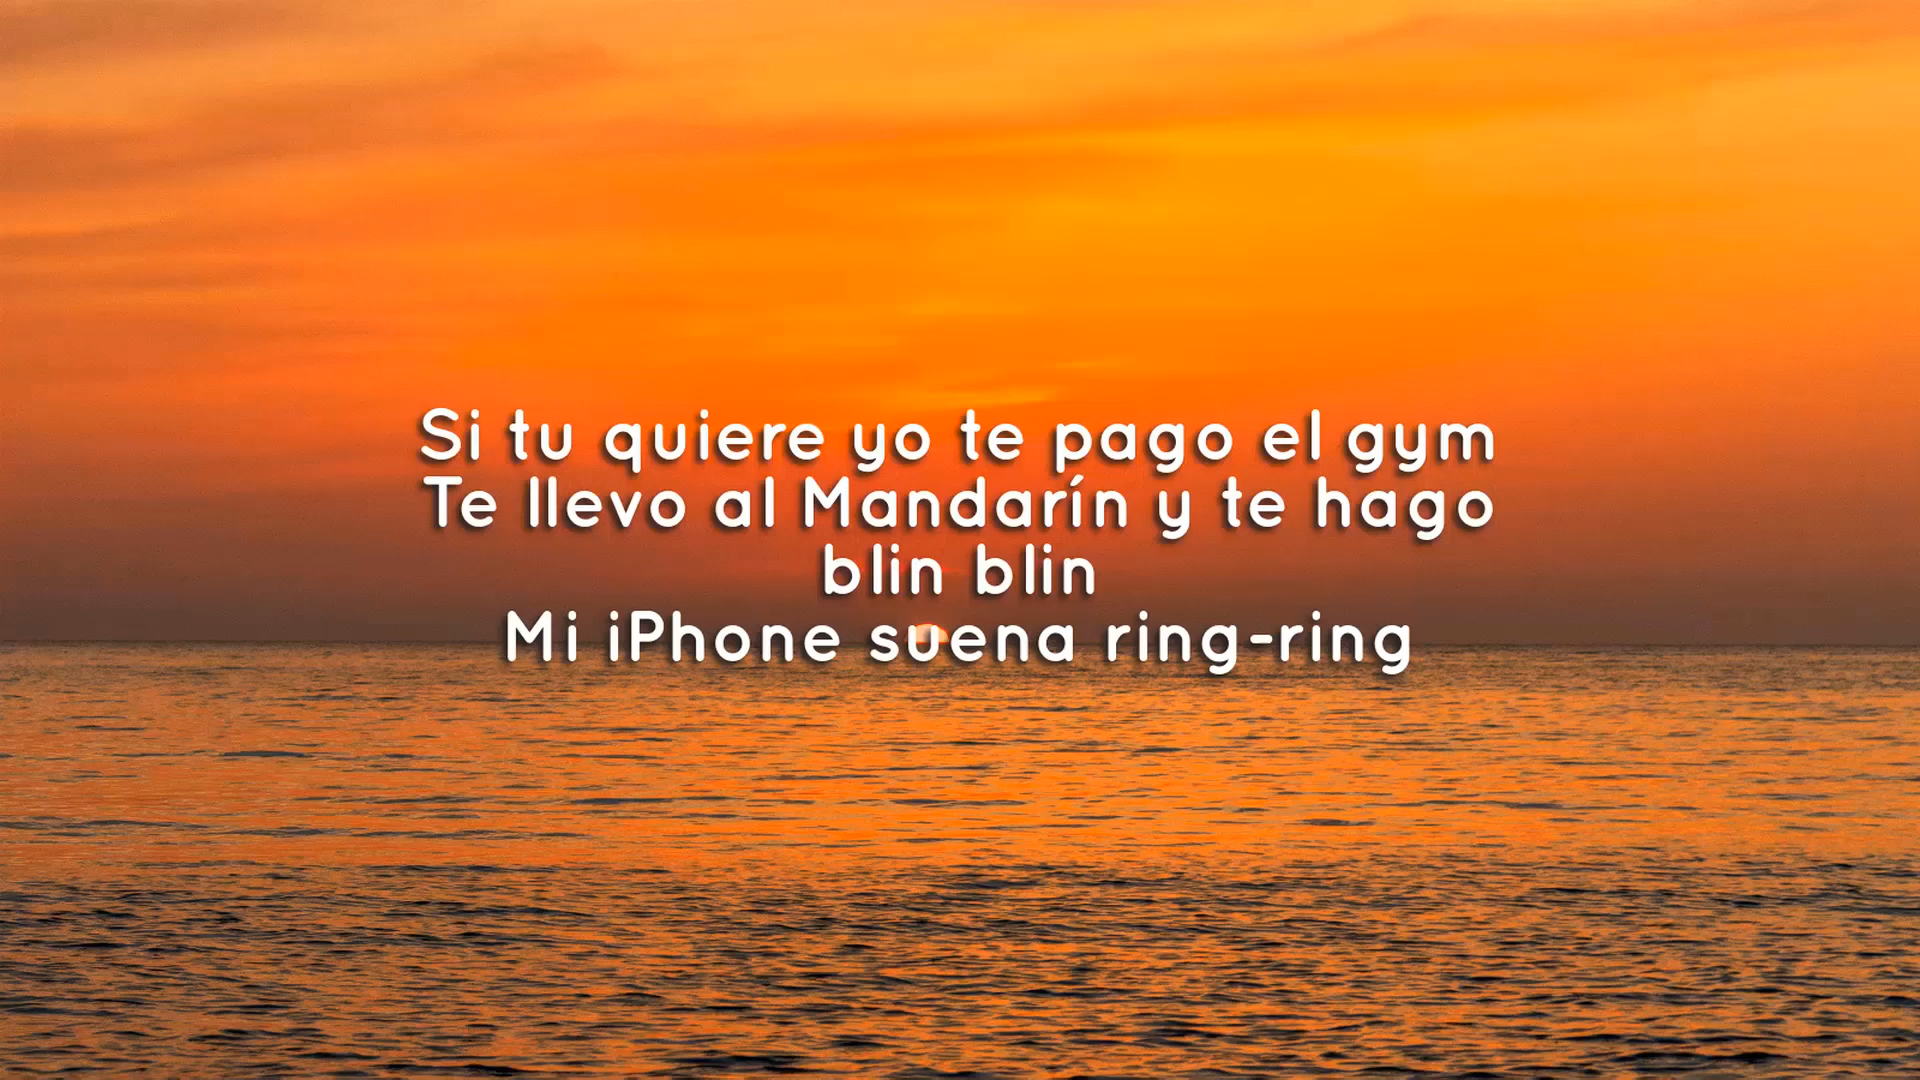 Si tu quiere yo te pago el gym
Te llevo al Mandarín y te hago
blin blin
Mi iPhone suena ring-ring